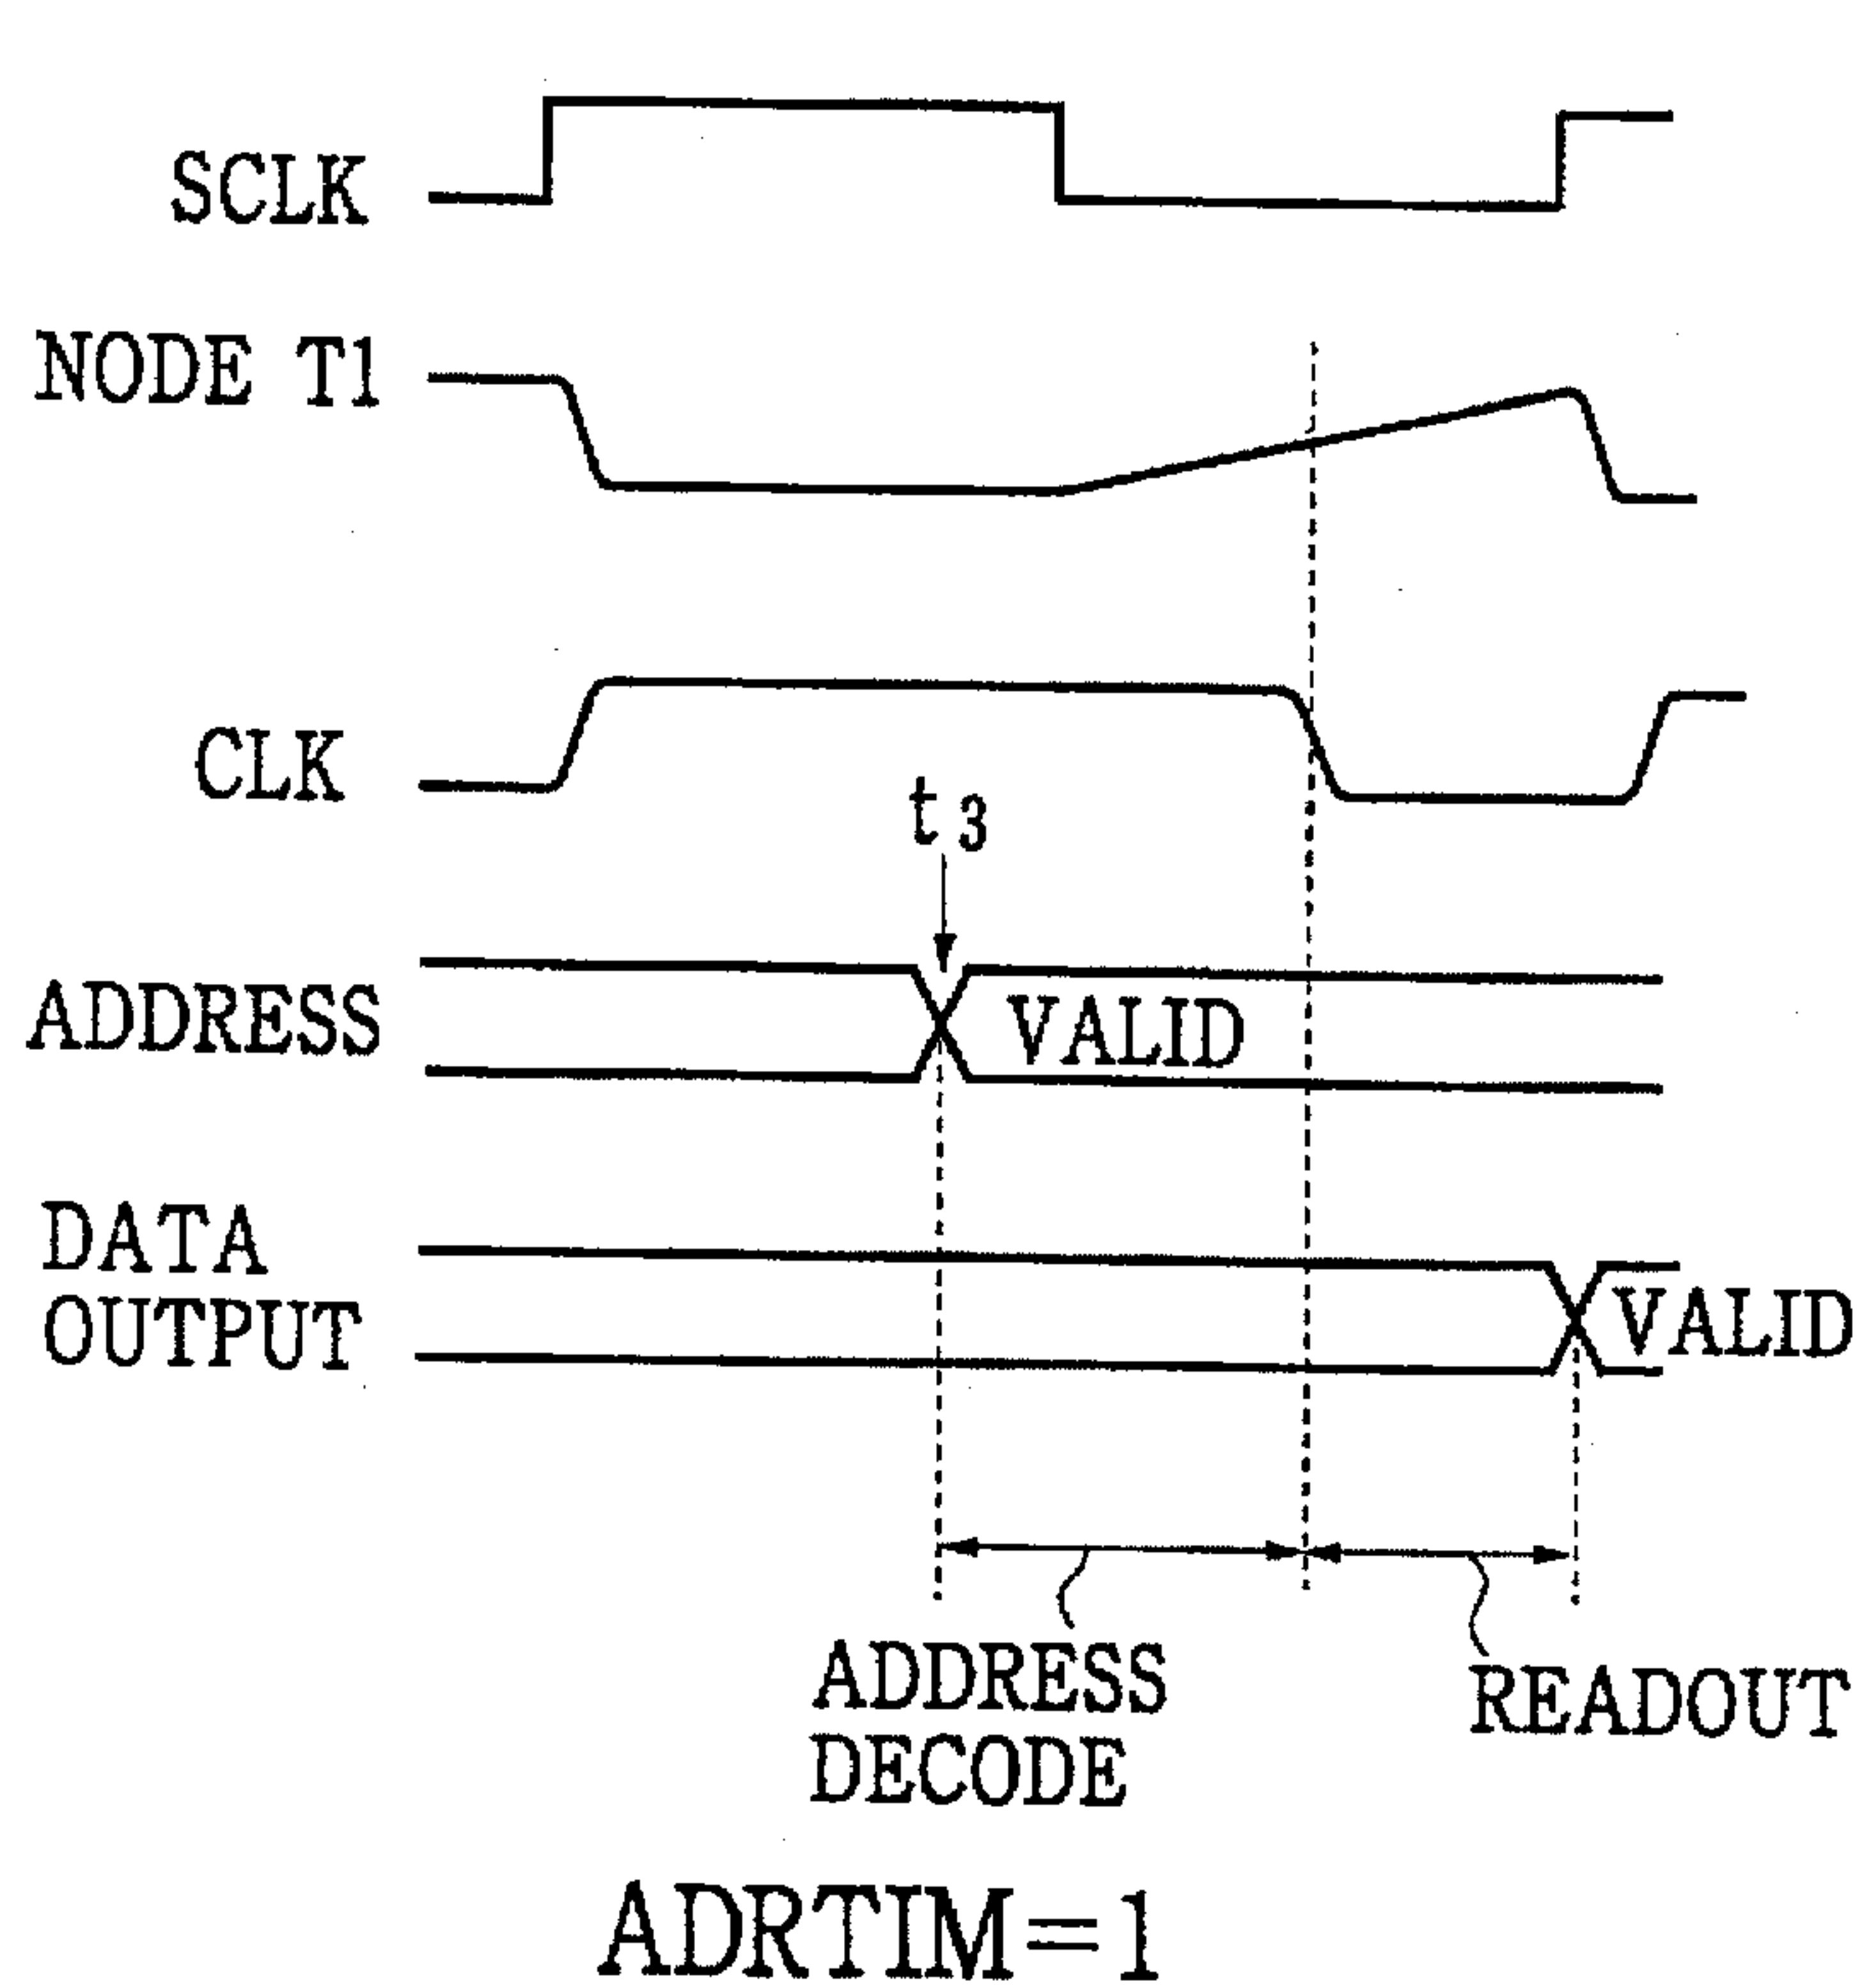 SCLK
NODE T1
CLK
t3
ADDRESS
VALID
DATA
OUTPUT
VALID
ADDRESS
DECODE
READOUT
ADRTIM=1